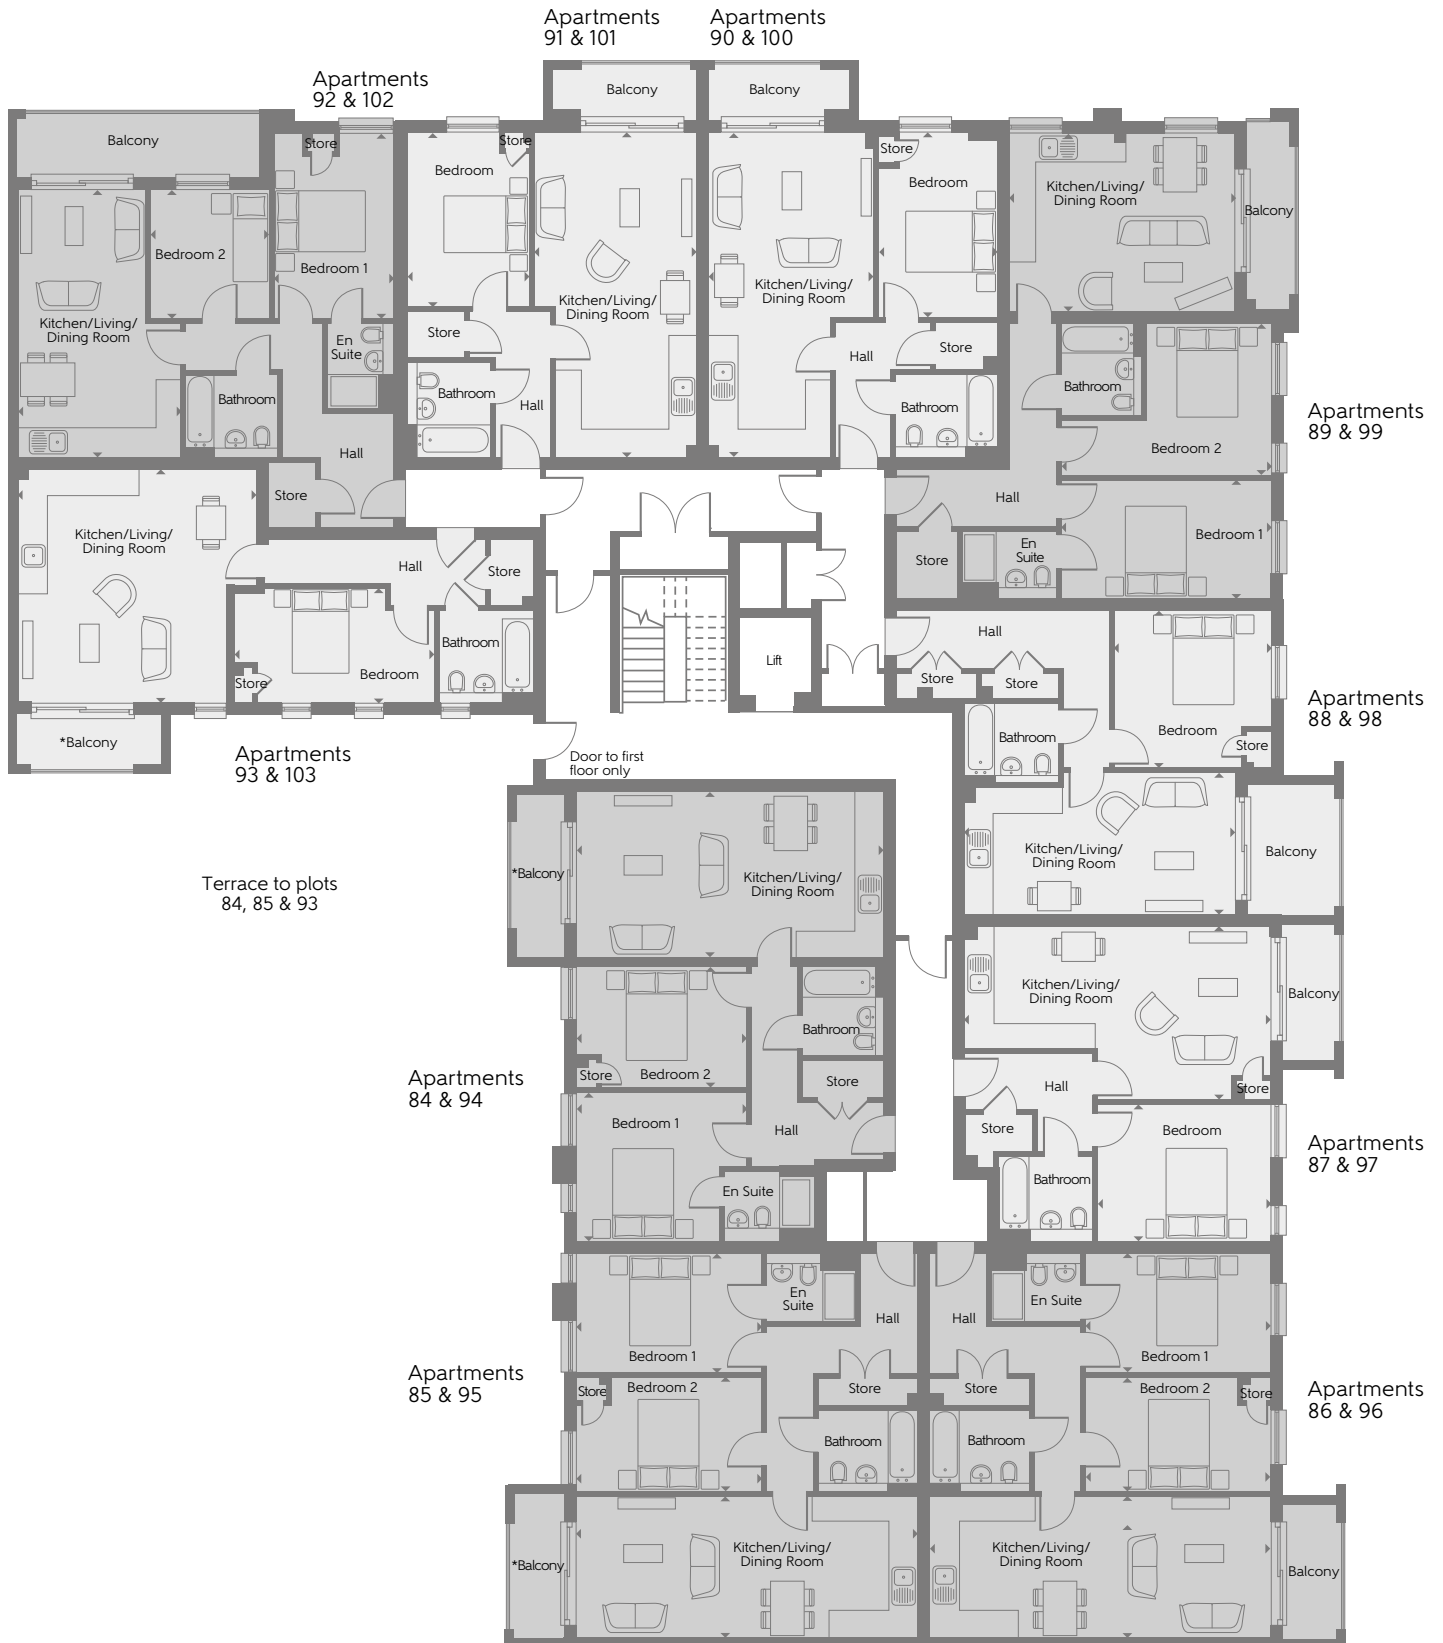 Apartments
91 & 101
Apartments
90 & 100
Apartments
92 & 102
Balcony
Balcony
Balcony
Store
Bedroom 2
Bedroom 1
Kitchen/Living/
Dining Room
En
Suite
Bathroom
Hall
Store
Bedroom
Store
Kitchen/Living/
Dining Room
Store
Bathroom
Hall
Kitchen/Living/
Dining Room
Store
Bedroom
Hall
Store
Bathroom
Kitchen/Living/
Dining Room
Balcony
Bathroom
Bedroom 2
Hall
Bedroom 1
Store
En
Suite
Apartments
89 & 99
Kitchen/Living/
Dining Room
Hall
Store
Bathroom
Bedroom
Store
*Balcony
Apartments
93 & 103
Lift
Door to first
floor only
Hall
Store
Store
Bathroom
Bedroom
Store
Kitchen/Living/
Dining Room
Balcony
Apartments
88 & 98
Terrace to plots
84, 85 & 93
*Balcony
Kitchen/Living/
Dining Room
Bathroom
Store
Bedroom 2
Store
Bedroom 1
Hall
En Suite
Apartments
84 & 94
Kitchen/Living/
Dining Room
Balcony
Store
Hall
Store
Bathroom
Bedroom
Apartments
87 & 97
En
Suite
Hall
Bedroom 1
Store
Bedroom 2
Store
Bathroom
Kitchen/Living/
Dining Room
*Balcony
Apartments
85 & 95
Hall
En Suite
Bedroom 1
Store
Bedroom 2
Store
Bathroom
Kitchen/Living/
Dining Room
Balcony
Apartments
86 & 96